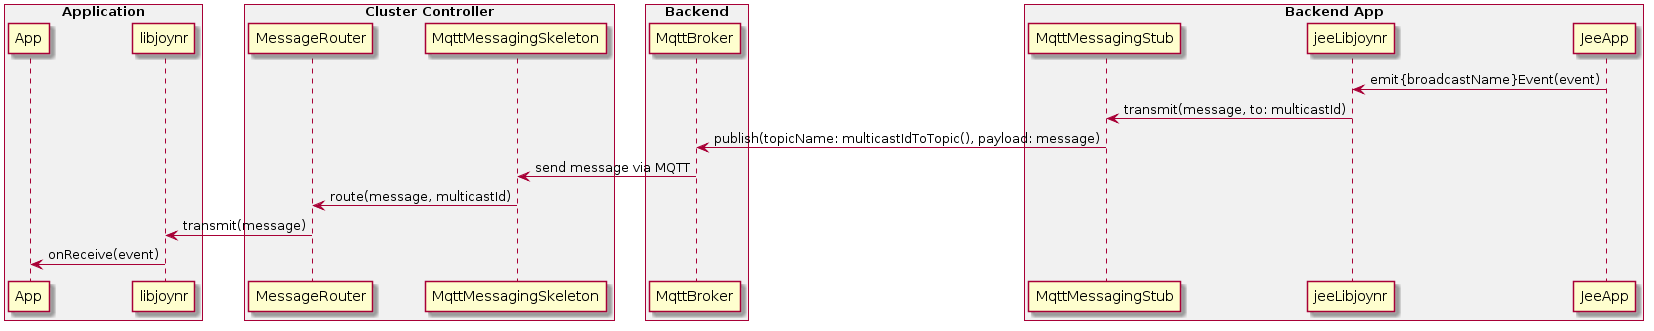 Application
Cluster Controller
Backend
Backend App
App
libjoynr
MessageRouter
MqttMessagingSkeleton
MqttBroker
MqttMessagingStub
jeeLibjoynr
JeeApp
emit{broadcastName}Event(event)
transmit(message, to: multicastId)
publish(topicName: multicastIdToTopic(), payload: message)
send message via MQTT
route(message, multicastId)
transmit(message)
onReceive(event)
App
libjoynr
MessageRouter
MqttMessagingSkeleton
MqttBroker
MqttMessagingStub
jeeLibjoynr
JeeApp